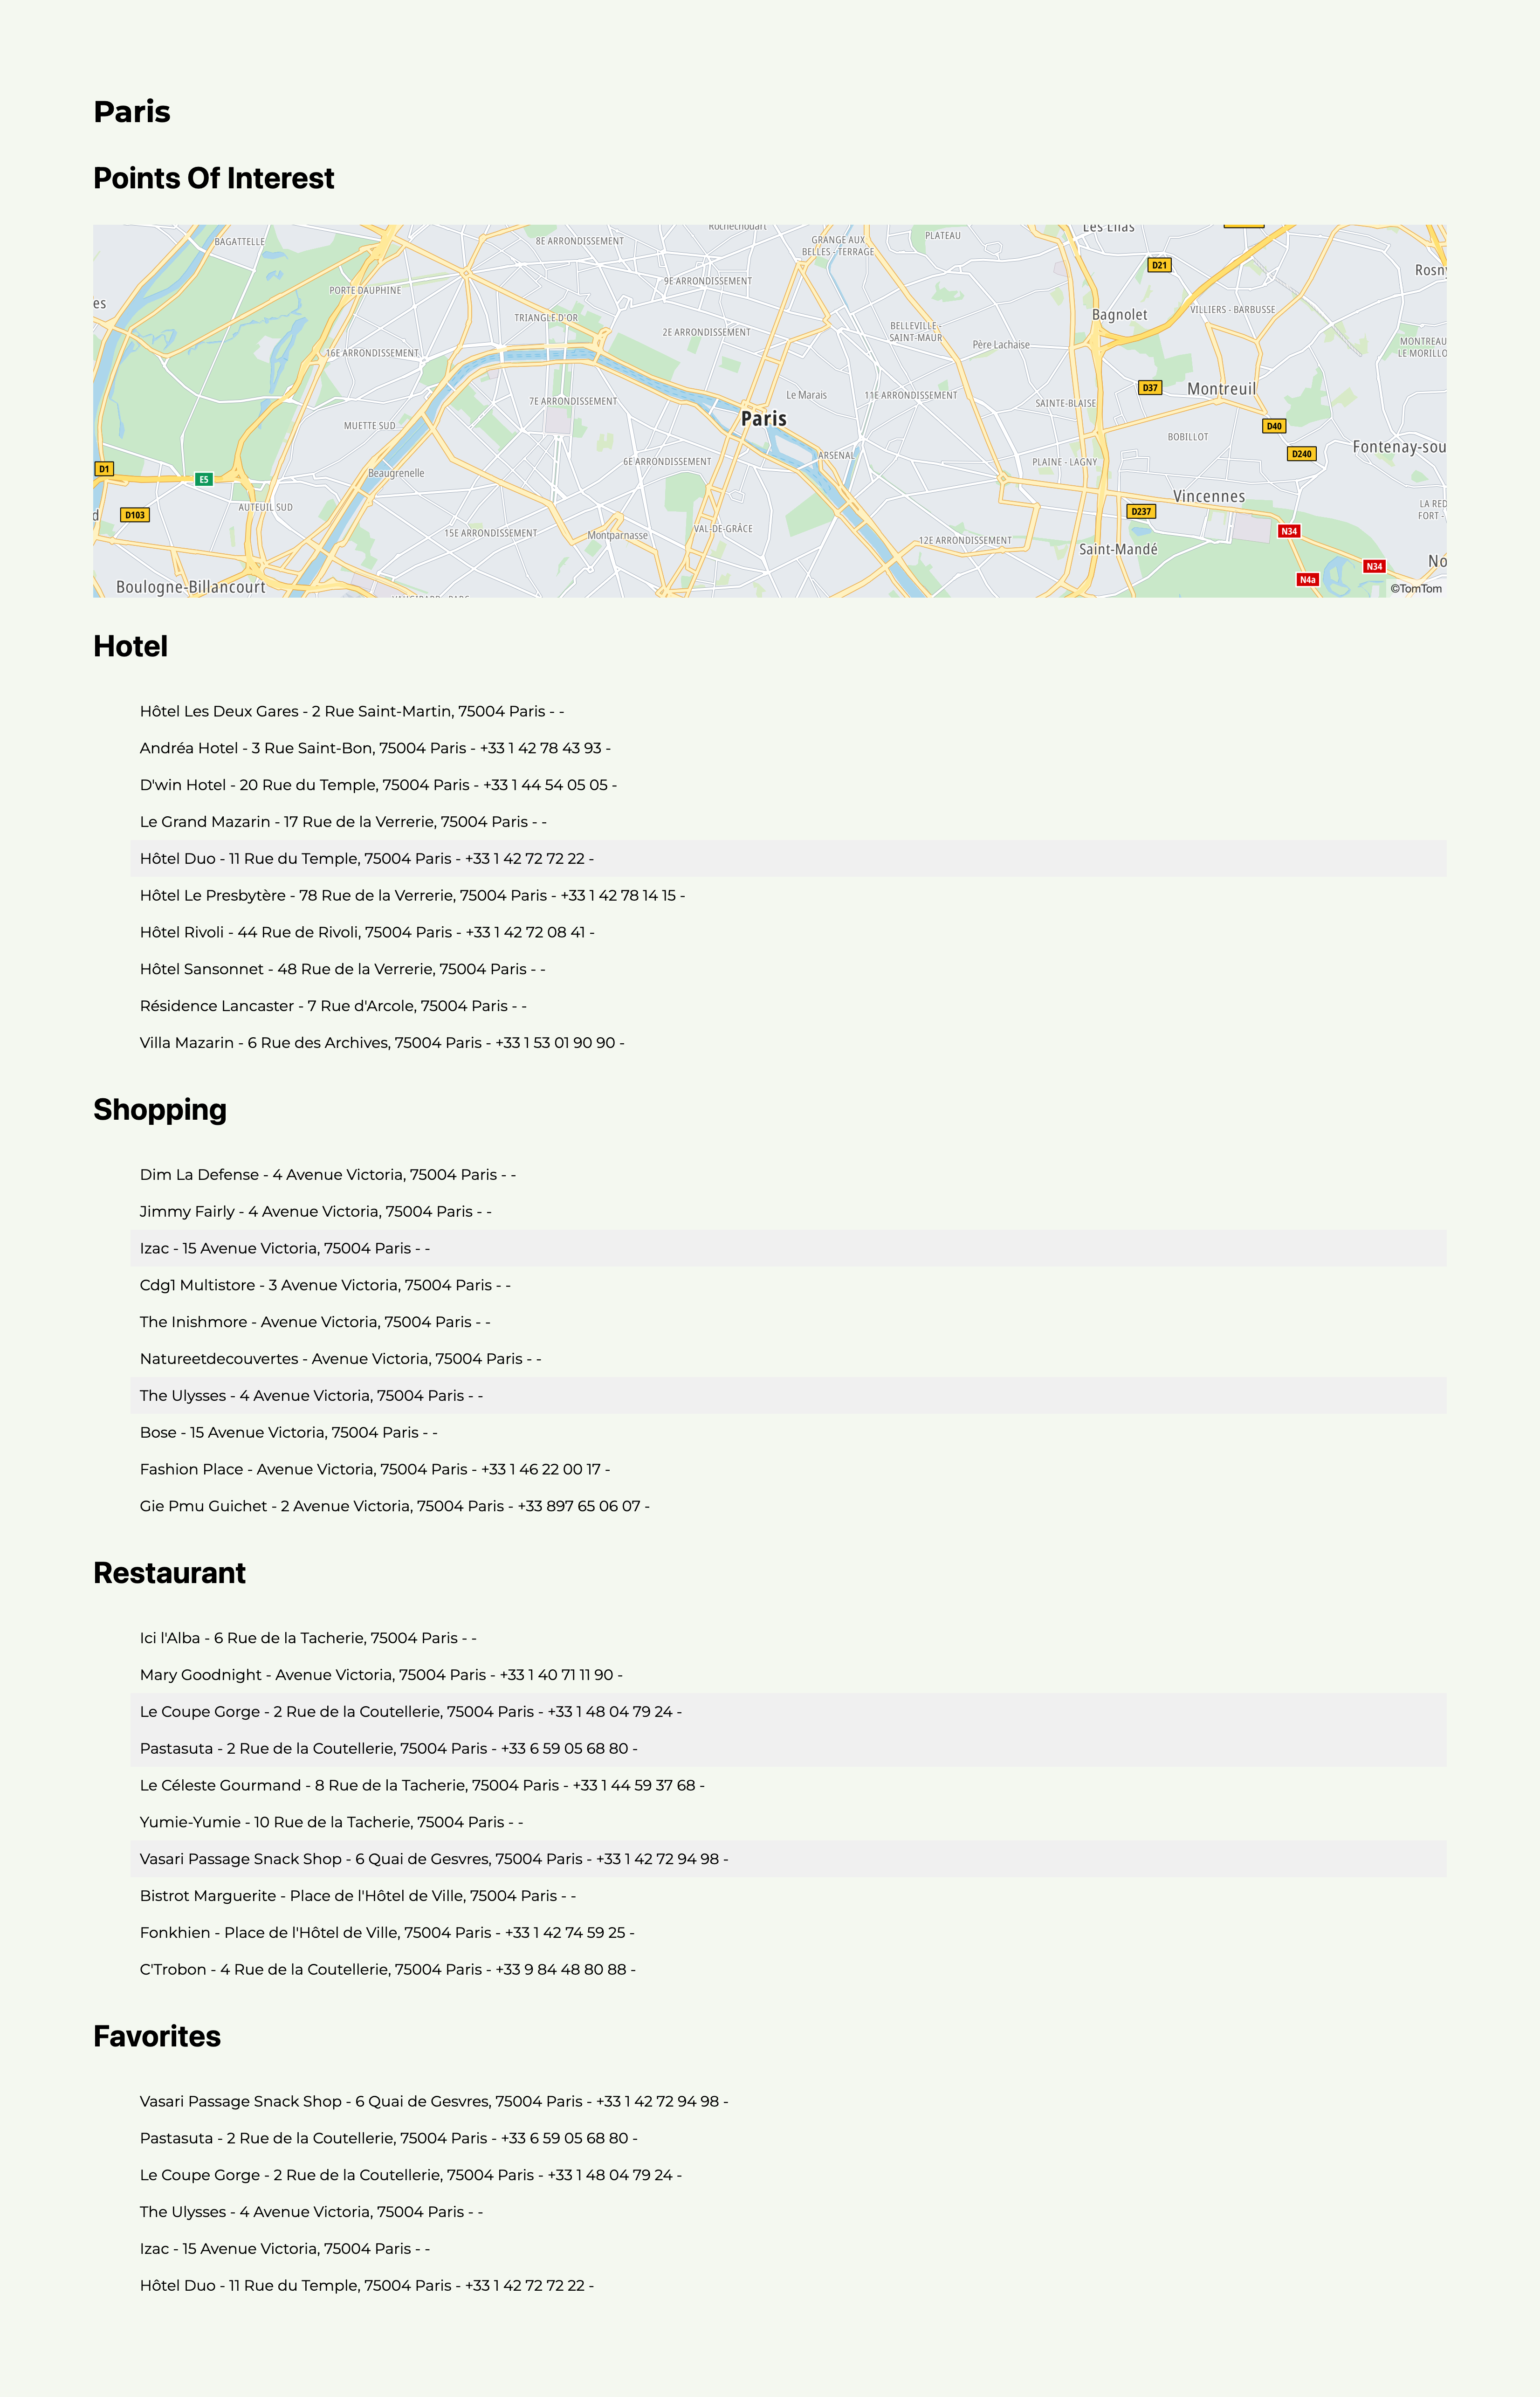 Paris
Points Of Interest
BAGATTELLE
8E ARRONDISSEMENT
Rochechouart
GRANGE AUX
BELLES - TERRAGE
PLATEAU
Les Lilas
D21
Rosny
es
PORTE DAUPHINE
9E ARRONDISSEMENT
Bagnolet
VILLIERS - BARBUSSE
TRIANGLE D'OR
2E ARRONDISSEMENT
BELLEVILLE -
SAINT-MAUR
Père Lachaise
MONTREAU
LE MORILLO
16E ARRONDISSEMENT
D37
Montreuil
7E ARRONDISSEMENT
Le Marais
11E ARRONDISSEMENT
SAINTE-BLAISE
Paris
MUETTE SUD
D40
BOBILLOT
D240
Fontenay-sou
ARSENAL
6E ARRONDISSEMENT
PLAINE - LAGNY
D1
Beaugrenelle
E5
Vincennes
AUTEUIL SUD
D237
LA RED
FORT -
d
D103
VAL-DE-GRÂCE
15E ARRONDISSEMENT
Montparnasse
N34
12E ARRONDISSEMENT
Saint-Mandé
No
N34
N4a
Boulogne-Billancourt
©TomTom
Hotel
Hôtel Les Deux Gares - 2 Rue Saint-Martin, 75004 Paris - -
Andréa Hotel - 3 Rue Saint-Bon, 75004 Paris - +33 1 42 78 43 93 -
D'win Hotel - 20 Rue du Temple, 75004 Paris - +33 1 44 54 05 05 -
Le Grand Mazarin - 17 Rue de la Verrerie, 75004 Paris - -
Hôtel Duo - 11 Rue du Temple, 75004 Paris - +33 1 42 72 72 22 -
Hôtel Le Presbytère - 78 Rue de la Verrerie, 75004 Paris - +33 1 42 78 14 15 -
Hôtel Rivoli - 44 Rue de Rivoli, 75004 Paris - +33 1 42 72 08 41 -
Hôtel Sansonnet - 48 Rue de la Verrerie, 75004 Paris - -
Résidence Lancaster - 7 Rue d'Arcole, 75004 Paris - -
Villa Mazarin - 6 Rue des Archives, 75004 Paris - +33 1 53 01 90 90 -
Shopping
Dim La Defense - 4 Avenue Victoria, 75004 Paris - -
Jimmy Fairly - 4 Avenue Victoria, 75004 Paris - -
Izac - 15 Avenue Victoria, 75004 Paris - -
Cdg1 Multistore - 3 Avenue Victoria, 75004 Paris - -
The Inishmore - Avenue Victoria, 75004 Paris - -
Natureetdecouvertes - Avenue Victoria, 75004 Paris - -
The Ulysses - 4 Avenue Victoria, 75004 Paris - -
Bose - 15 Avenue Victoria, 75004 Paris - -
Fashion Place - Avenue Victoria, 75004 Paris - +33 1 46 22 00 17 -
Gie Pmu Guichet - 2 Avenue Victoria, 75004 Paris - +33 897 65 06 07 -
Restaurant
Ici l'Alba - 6 Rue de la Tacherie, 75004 Paris - -
Mary Goodnight - Avenue Victoria, 75004 Paris - +33 1 40 71 11 90 -
Le Coupe Gorge - 2 Rue de la Coutellerie, 75004 Paris - +33 1 48 04 79 24 -
Pastasuta - 2 Rue de la Coutellerie, 75004 Paris - +33 6 59 05 68 80 -
Le Céleste Gourmand - 8 Rue de la Tacherie, 75004 Paris - +33 1 44 59 37 68 -
Yumie-Yumie - 10 Rue de la Tacherie, 75004 Paris - -
Vasari Passage Snack Shop - 6 Quai de Gesvres, 75004 Paris - +33 1 42 72 94 98 -
Bistrot Marguerite - Place de l'Hôtel de Ville, 75004 Paris - -
Fonkhien - Place de l'Hôtel de Ville, 75004 Paris - +33 1 42 74 59 25 -
C'Trobon - 4 Rue de la Coutellerie, 75004 Paris - +33 9 84 48 80 88 -
Favorites
Vasari Passage Snack Shop - 6 Quai de Gesvres, 75004 Paris - +33 1 42 72 94 98 -
Pastasuta - 2 Rue de la Coutellerie, 75004 Paris - +33 6 59 05 68 80 -
Le Coupe Gorge - 2 Rue de la Coutellerie, 75004 Paris - +33 1 48 04 79 24 -
The Ulysses - 4 Avenue Victoria, 75004 Paris - -
Izac - 15 Avenue Victoria, 75004 Paris - -
Hôtel Duo - 11 Rue du Temple, 75004 Paris - +33 1 42 72 72 22 -